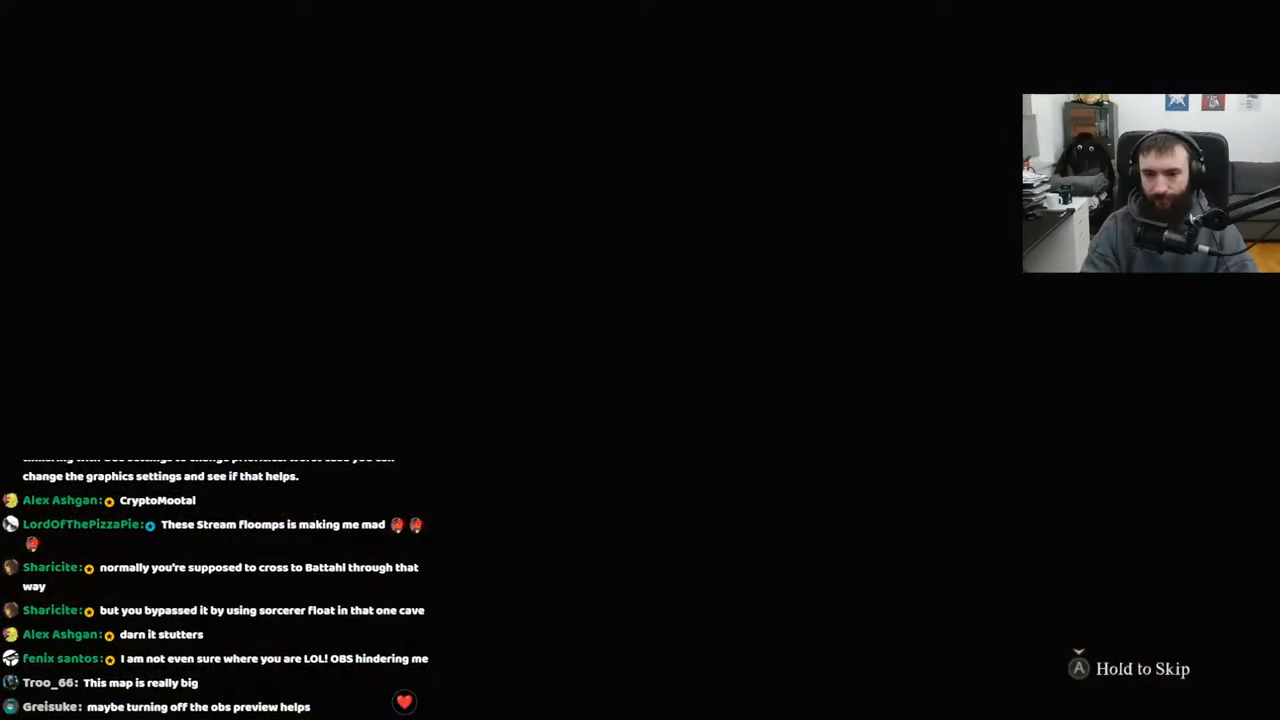 change the graphics settings and see if that helps.
Alex Ashgan: CryptoMootal
LordOfThePizzaPie: These Stream floomps is making me mad
Sharicite: normally you're supposed to cross to Battahl through that
way
Sharicite: but you bypassed it by using sorcerer float in that one cave
Alex Ashgan: darn it stutters
fenix santos: I am not even sure where you are LOL! OBS hindering me
Troo_66: This map is really big
Greisuke: maybe turning off the obs preview helps
A Hold to Skip